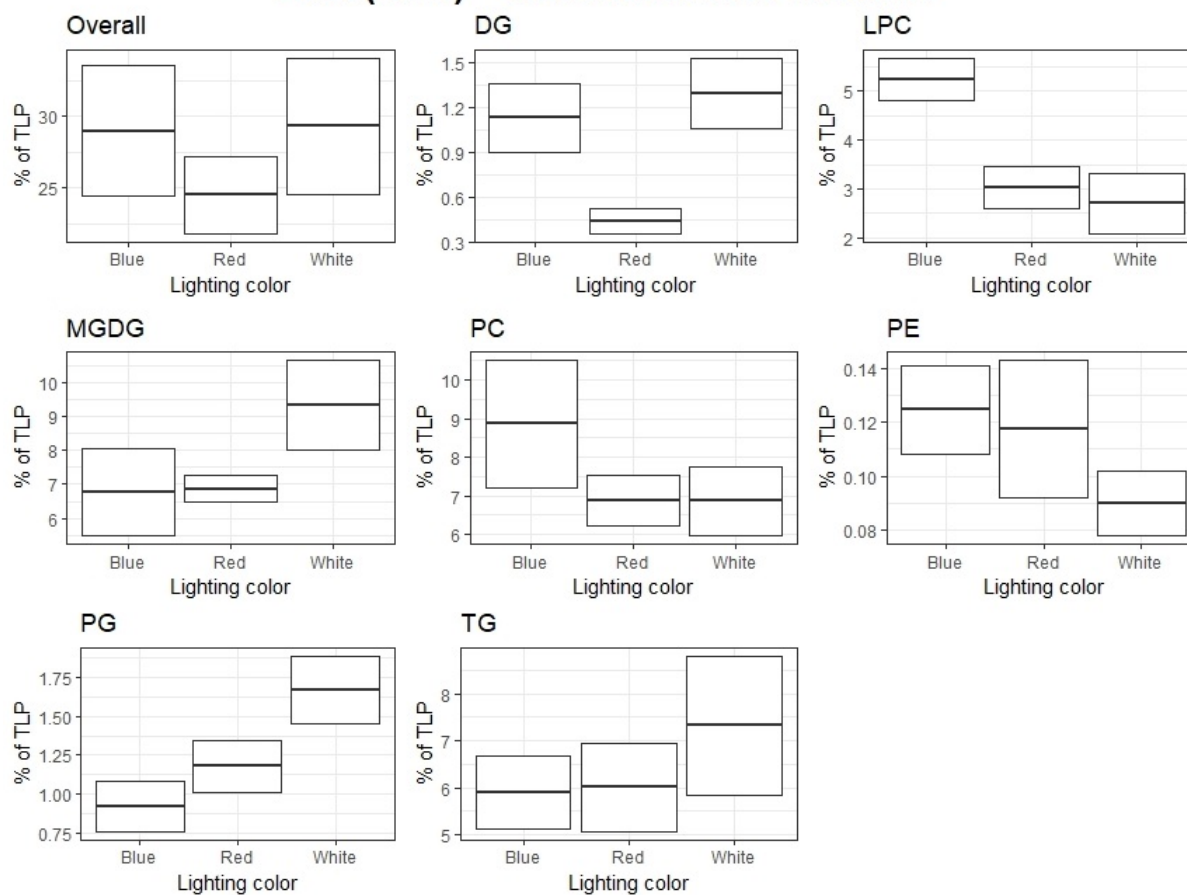 Overall
DG
LPC
% of TLP
30
25
Blue
Red
White
Lighting color
% of TLP
1.5
1.2
0.9
0.6
0.3
Blue
Red
White
Lighting color
% of TLP
5
4
3
2
Blue
Red
White
Lighting color
MGDG
PC
PE
% of TLP
10
9
8
7
6
Blue
Red
White
Lighting color
% of TLP
10
9
8
7
6
Blue
Red
White
Lighting color
% of TLP
0.14
0.12
0.10
0.08
Blue
Red
White
Lighting color
PG
TG
% of TLP
1.75
1.50
1.25
1.00
0.75
Blue
Red
White
Lighting color
% of TLP
8
7
6
5
Blue
Red
White
Lighting color